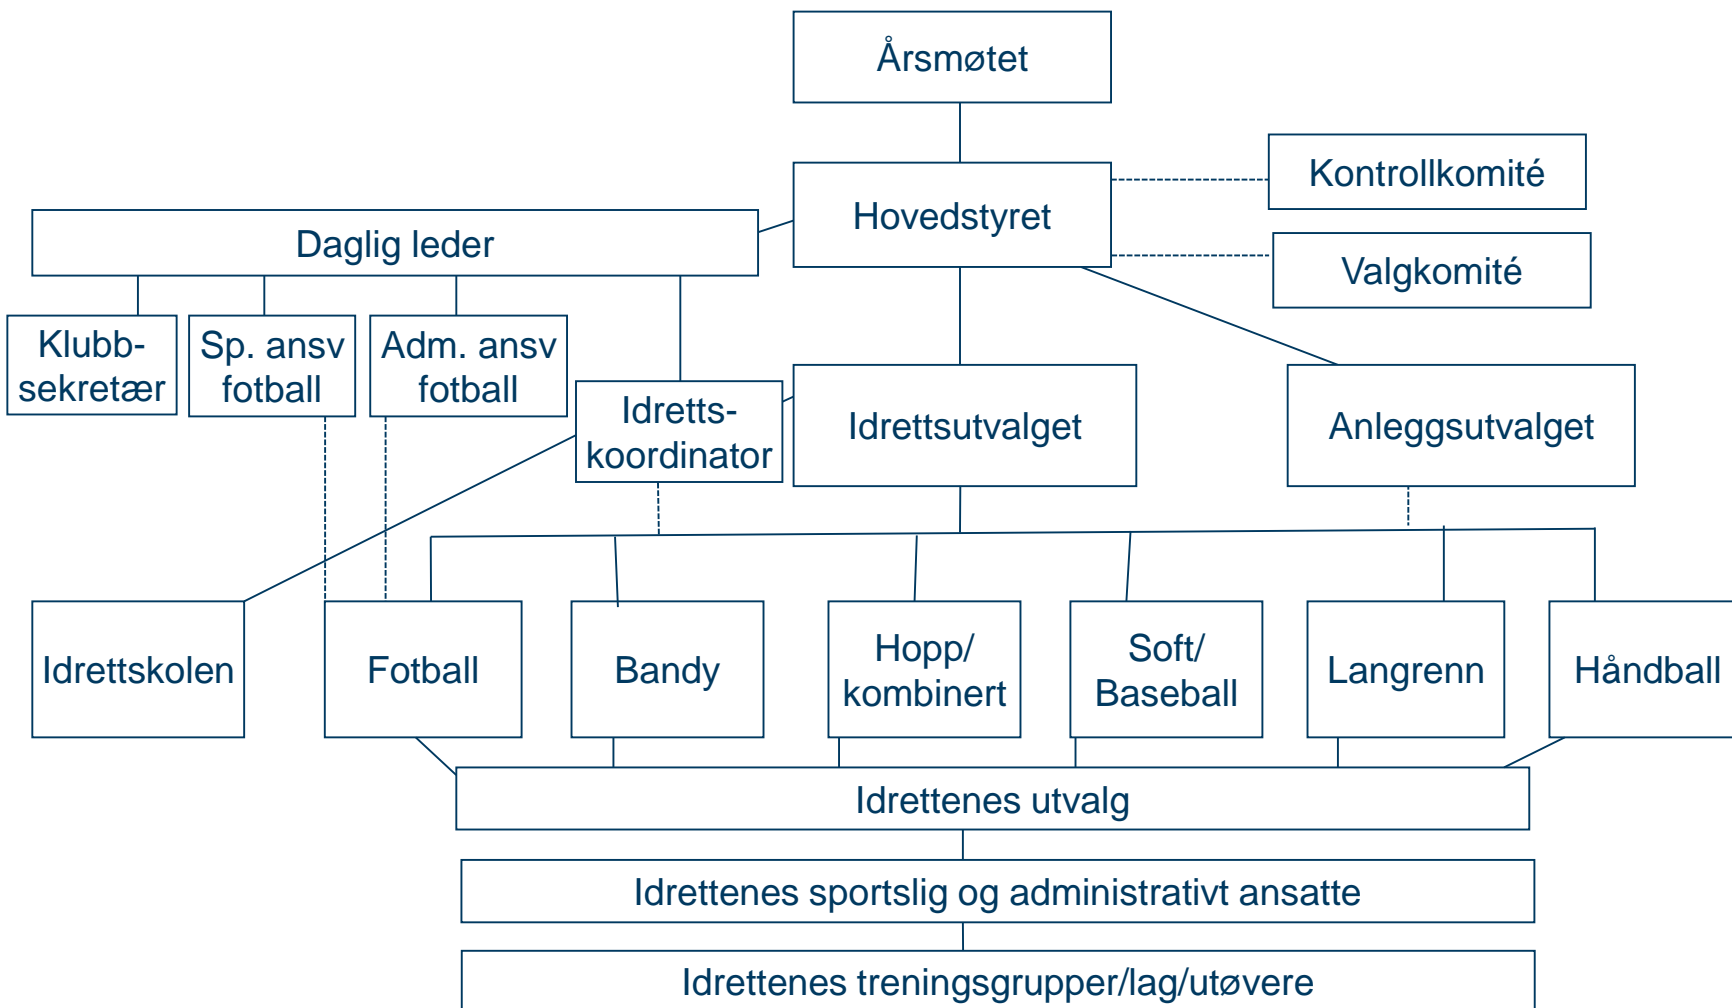 Årsmøtet
Kontrollkomité
Hovedstyret
Daglig leder
Valgkomité
Klubb-
sekretær
Sp. ansv
fotball
Adm. ansv
fotball
Idretts-
koordinator
Idrettsutvalget
Anleggsutvalget
Idrettskolen
Fotball
Bandy
Hopp/
kombinert
Soft/
Baseball
Langrenn
Håndball
Idrettenes utvalg
Idrettenes sportslig og administrativt ansatte
Idrettenes treningsgrupper/lag/utøvere